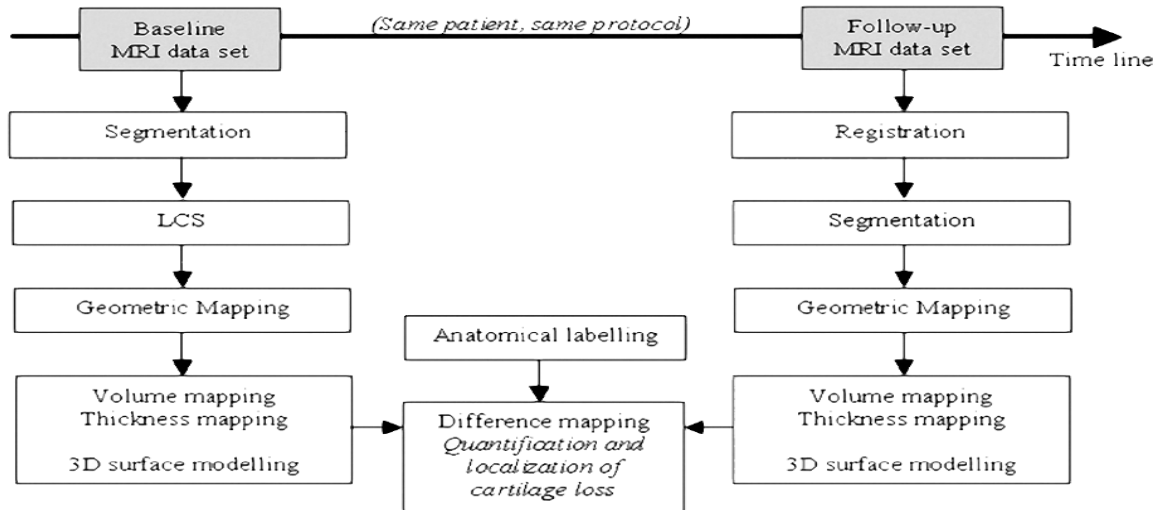 Baseline
MRI data set
(Same patient, same protocol)
Follow-up
MRI data set
Time line
Segmentation
LCS
Geometric Mapping
Volume mapping
Thickness mapping
3D surface modelling
Registration
Segmentation
Geometric Mapping
Volume mapping
Thickness mapping
3D surface modelling
Anatomical labelling
Difference mapping
Quantification and
localization of
cartilage loss